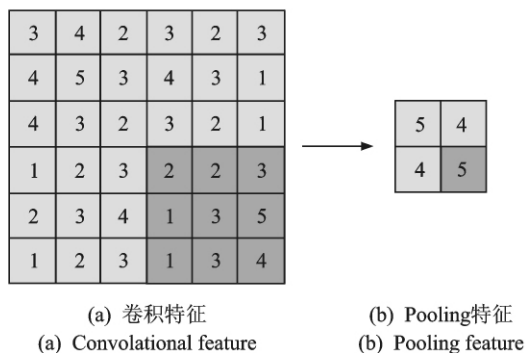 3 4 2 3 2 3
4 5 3 4 3 1
4 3 2 3 2 1
1 2 3 2 2 3
2 3 4 1 3 5
1 2 3 1 3 4
5 4
4 5
(a) 卷积特征
(a) Convolational feature
(b) Pooling特征
(b) Pooling feature